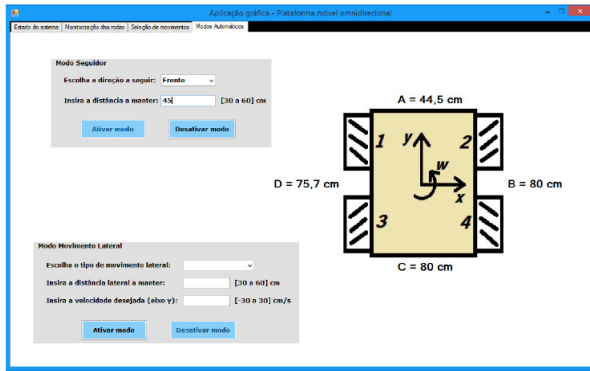 Aplicação gráfica - Plataforma móvel omnidirecional
Estado do sistema Monitorização das rodas Seleção de movimentos Modos Automáticos
Modo Seguidor
Escolha a direção a seguir: Frente
Insira a distância a manter: 45 [30 a 60] cm
Ativar modo Desativar modo
A = 44,5 cm
1 y 2
w
D = 75,7 cm B = 80 cm
x
3 4
C = 80 cm
Modo Movimento Lateral
Escolha o tipo de movimento lateral:
Insira a distância lateral a manter: [30 a 60] cm
Insira a velocidade desejada (eixo y): [-30 a 30] cm/s
Ativar modo Desativar modo